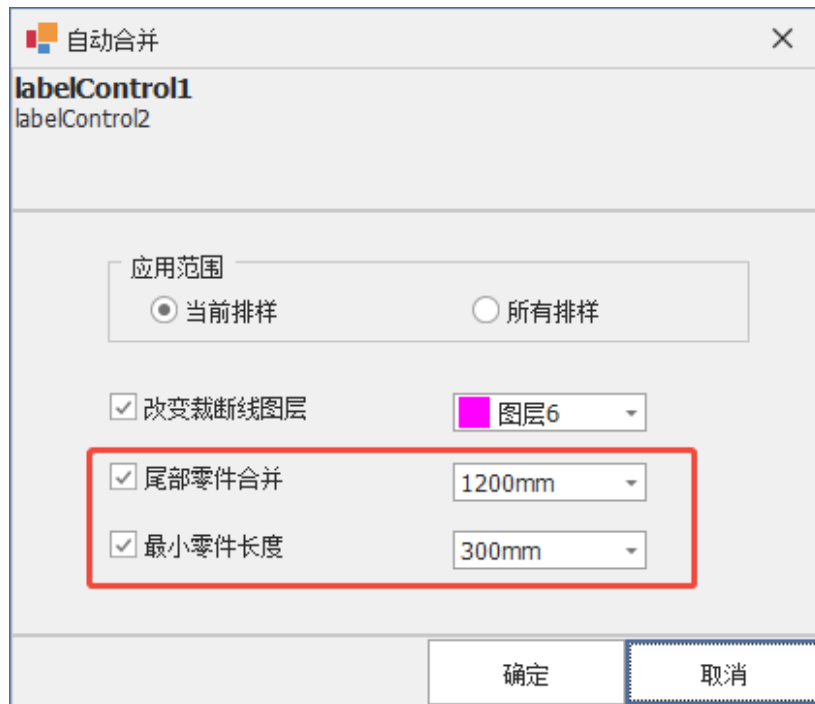 自动合并
labelControl1
labelControl2
应用范围
当前排样 所有排样
改变裁断线图层 图层6
尾部零件合并 1200mm
最小零件长度 300mm
确定 取消